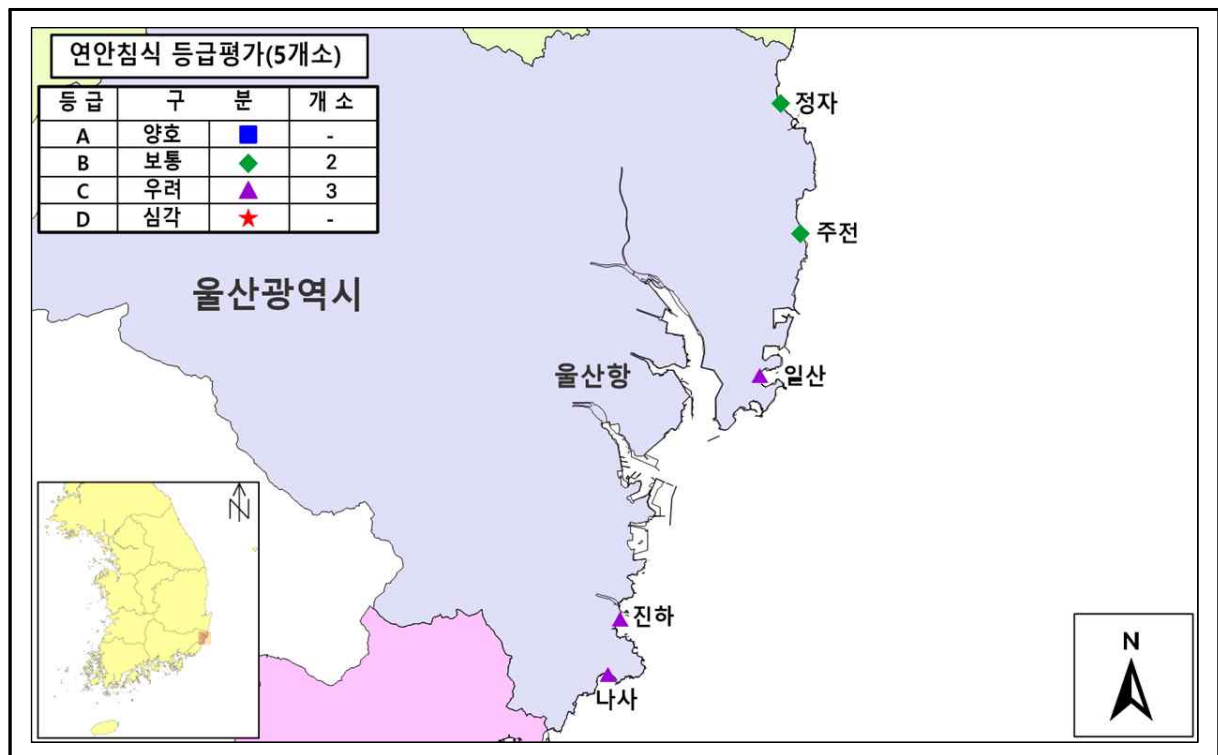 연안침식 등급평가(5개소)
등 급 구 분 개 소
A 양호 -
B 보통 2
C 우려 3
D 심각 -
정자
주전
울산광역시
울산항
일산
진하
나사
N
N